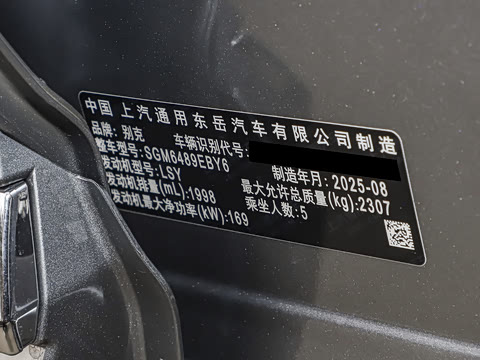 中国 上汽通用东岳汽车有限公司制造
品牌：别克 车辆识别代号：
整车型号：SGM6489EBY6 制造年月：2025-08
发动机型号：LSY 最大允许总质量(kg)：2307
发动机容量(mL)：1998 乘坐人数：5
发动机最大净功率(kW)：169